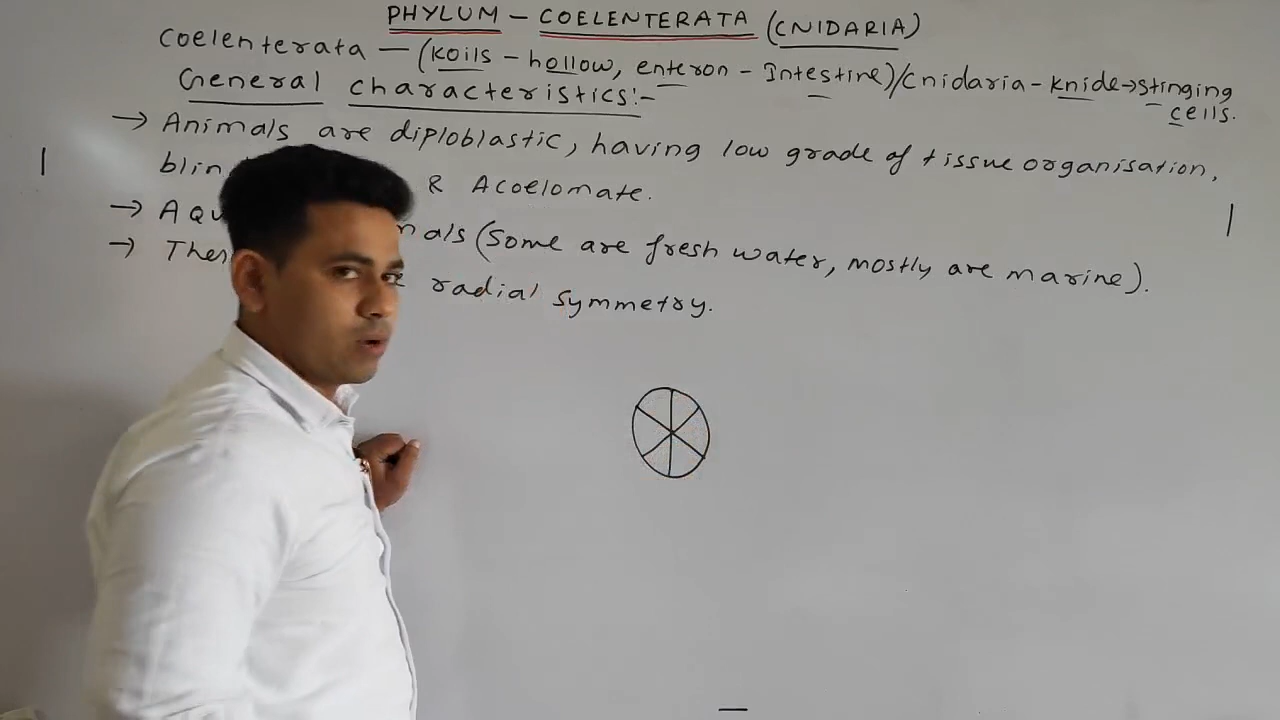 PHYLUM - COELENTERATA (CNIDARIA)
Coelenterata — (Koils - hollow, enteron - Intestine)/Cnidaria - Knide→stinging cells.
General characteristics:-
→ Animals are diploblastic, having low grade of tissue organisation,
blin & Acoelomate.
→ Aqu mals (Some are fresh water, mostly are marine).
→ Thes radial symmetry.